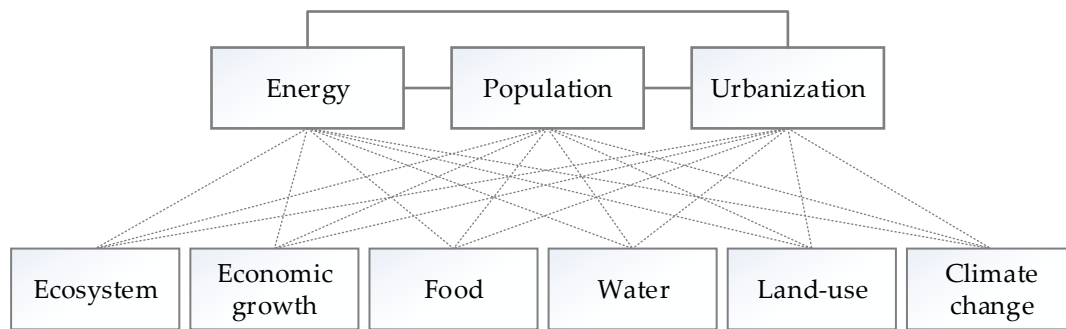 Energy
Population
Urbanization
Ecosystem
Economic
growth
Food
Water
Land-use
Climate
change